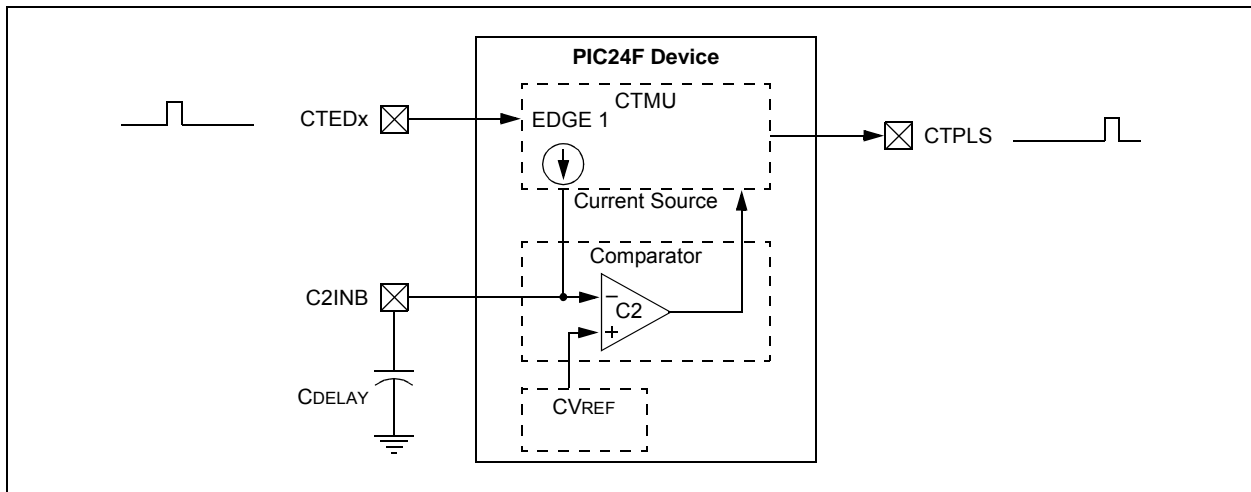 PIC24F Device
CTMU
CTEDx
EDGE 1
CTPLS
Current Source
Comparator
C2INB
−
C2
+
CDELAY
CVREF